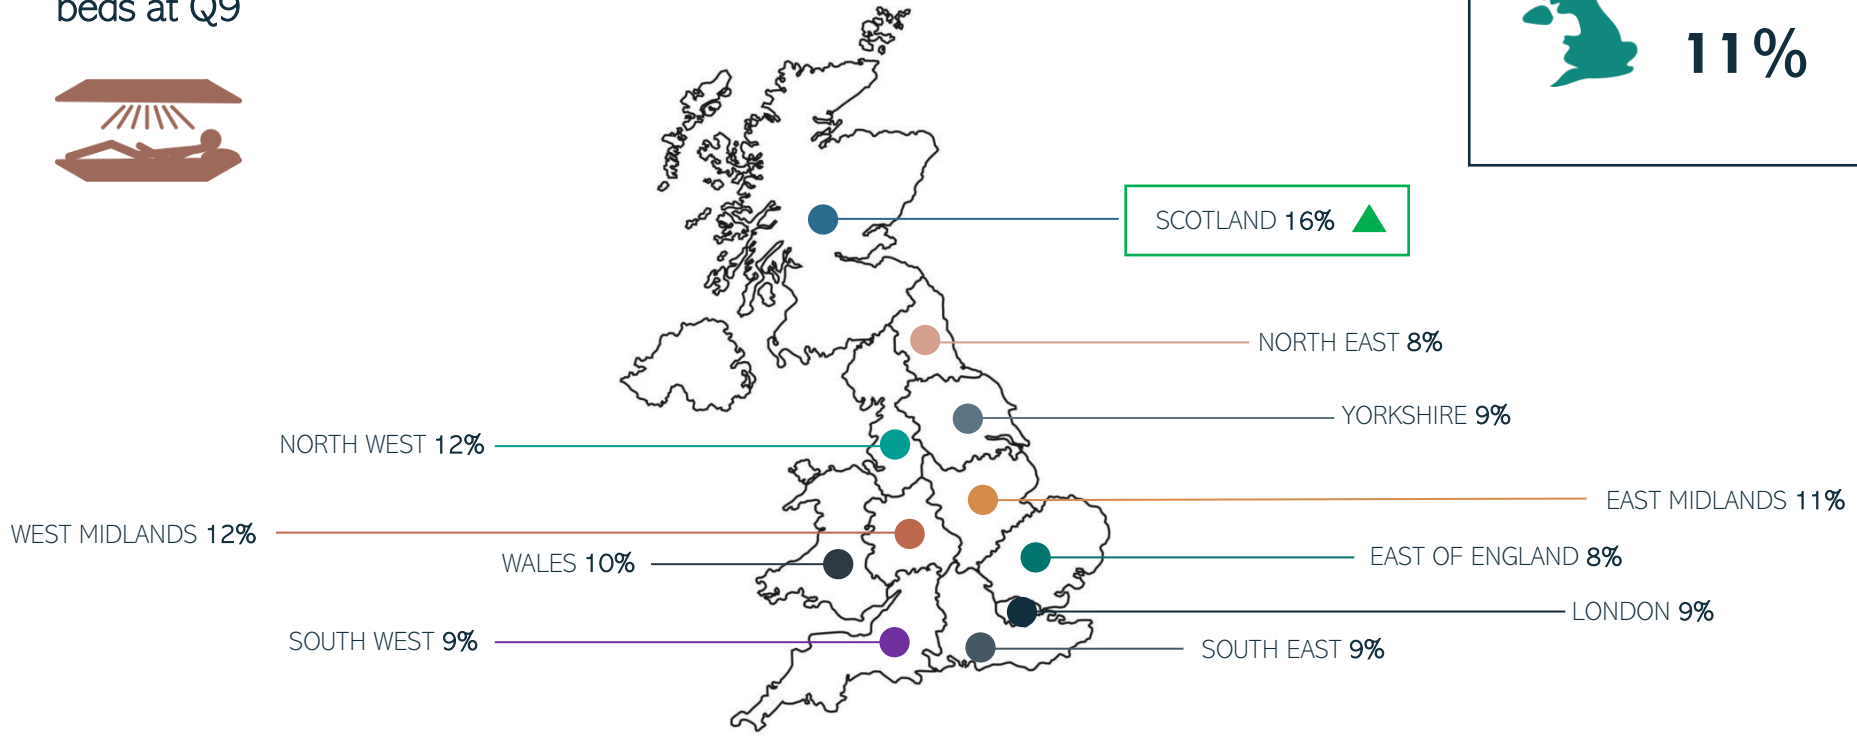 beds at Q9
11%
SCOTLAND 16%
NORTH EAST 8%
YORKSHIRE 9%
NORTH WEST 12%
EAST MIDLANDS 11%
WEST MIDLANDS 12%
WALES 10%
EAST OF ENGLAND 8%
LONDON 9%
SOUTH WEST 9%
SOUTH EAST 9%